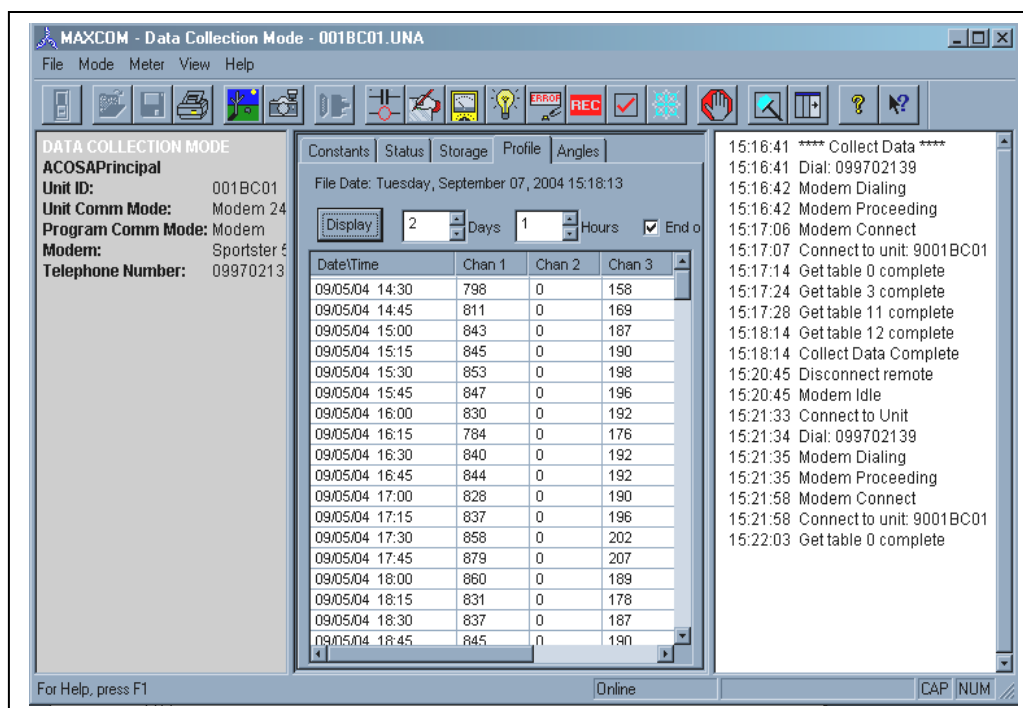 MAXCOM - Data Collection Mode - 001BC01.UNA
File Mode Meter View Help
ERROR
REC
DATA COLLECTION MODE
ACOSAPrincipal
Unit ID: 001BC01
Unit Comm Mode: Modem 24
Program Comm Mode: Modem
Modem: Sportster 5
Telephone Number: 09970213
Constants Status Storage Profile Angles
File Date: Tuesday, September 07, 2004 15:18:13
Display 2 Days 1 Hours End o
Date\Time Chan 1 Chan 2 Chan 3
09/05/04 14:30 798 0 158
09/05/04 14:45 811 0 169
09/05/04 15:00 843 0 187
09/05/04 15:15 845 0 190
09/05/04 15:30 853 0 198
09/05/04 15:45 847 0 196
09/05/04 16:00 830 0 192
09/05/04 16:15 784 0 176
09/05/04 16:30 840 0 192
09/05/04 16:45 844 0 192
09/05/04 17:00 828 0 190
09/05/04 17:15 837 0 196
09/05/04 17:30 858 0 202
09/05/04 17:45 879 0 207
09/05/04 18:00 860 0 189
09/05/04 18:15 831 0 178
09/05/04 18:30 837 0 187
09/05/04 18:45 845 0 190
15:16:41 **** Collect Data ****
15:16:41 Dial: 099702139
15:16:42 Modem Dialing
15:16:42 Modem Proceeding
15:17:06 Modem Connect
15:17:07 Connect to unit: 9001BC01
15:17:14 Get table 0 complete
15:17:24 Get table 3 complete
15:17:28 Get table 11 complete
15:18:14 Get table 12 complete
15:18:14 Collect Data Complete
15:20:45 Disconnect remote
15:20:45 Modem Idle
15:21:33 Connect to Unit
15:21:34 Dial: 099702139
15:21:35 Modem Dialing
15:21:35 Modem Proceeding
15:21:58 Modem Connect
15:21:58 Connect to unit: 9001BC01
15:22:03 Get table 0 complete
For Help, press F1 Online CAP NUM